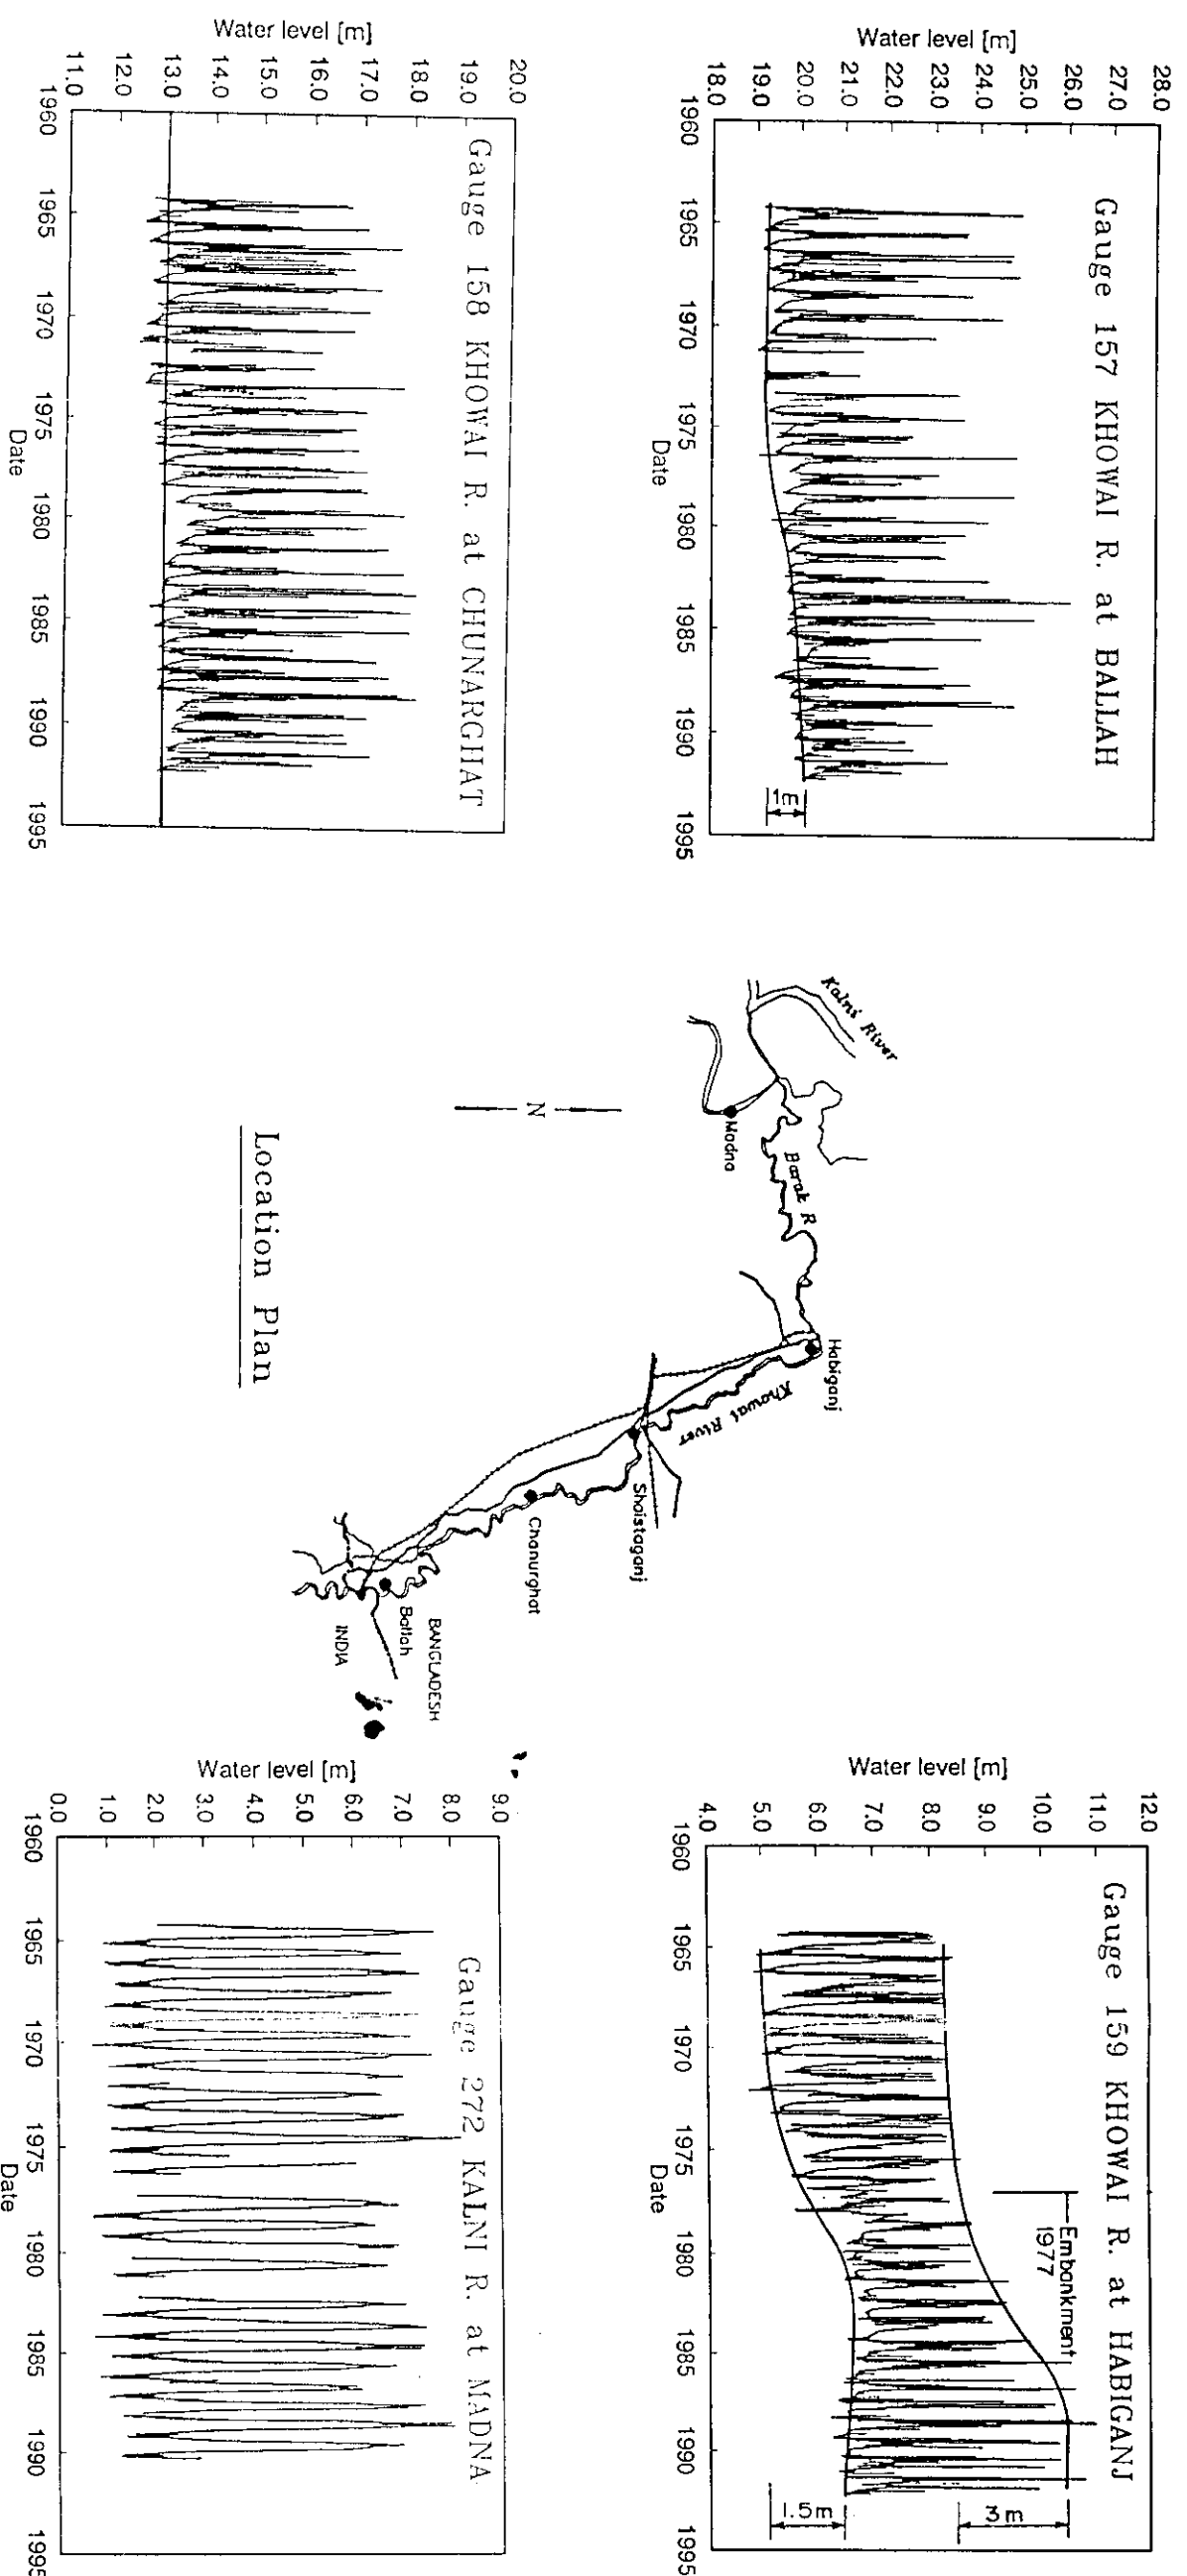 Gauge 157 KHOWAI R. at BALLAH
Water level [m]
28.0
27.0
26.0
25.0
24.0
23.0
22.0
21.0
20.0
19.0
18.0
1m
1960 1965 1970 1975 1980 1985 1990 1995
Date
Gauge 158 KHOWAI R. at CHUNARGHAT
Water level [m]
20.0
19.0
18.0
17.0
16.0
15.0
14.0
13.0
12.0
11.0
1960 1965 1970 1975 1980 1985 1990 1995
Date
Kalni River
Madna
Barak R
Habiganj
Khowai River
Shaistaganj
Chanurghat
Ballah
BANGLADESH
INDIA
N
Location Plan
Gauge 159 KHOWAI R. at HABIGANJ
Water level [m]
12.0
11.0
10.0
9.0
8.0
7.0
6.0
5.0
4.0
Embankment
1977
3m
1.5m
1960 1965 1970 1975 1980 1985 1990 1995
Date
Gauge 272 KALNI R. at MADNA
Water level [m]
9.0
8.0
7.0
6.0
5.0
4.0
3.0
2.0
1.0
0.0
1960 1965 1970 1975 1980 1985 1990 1995
Date